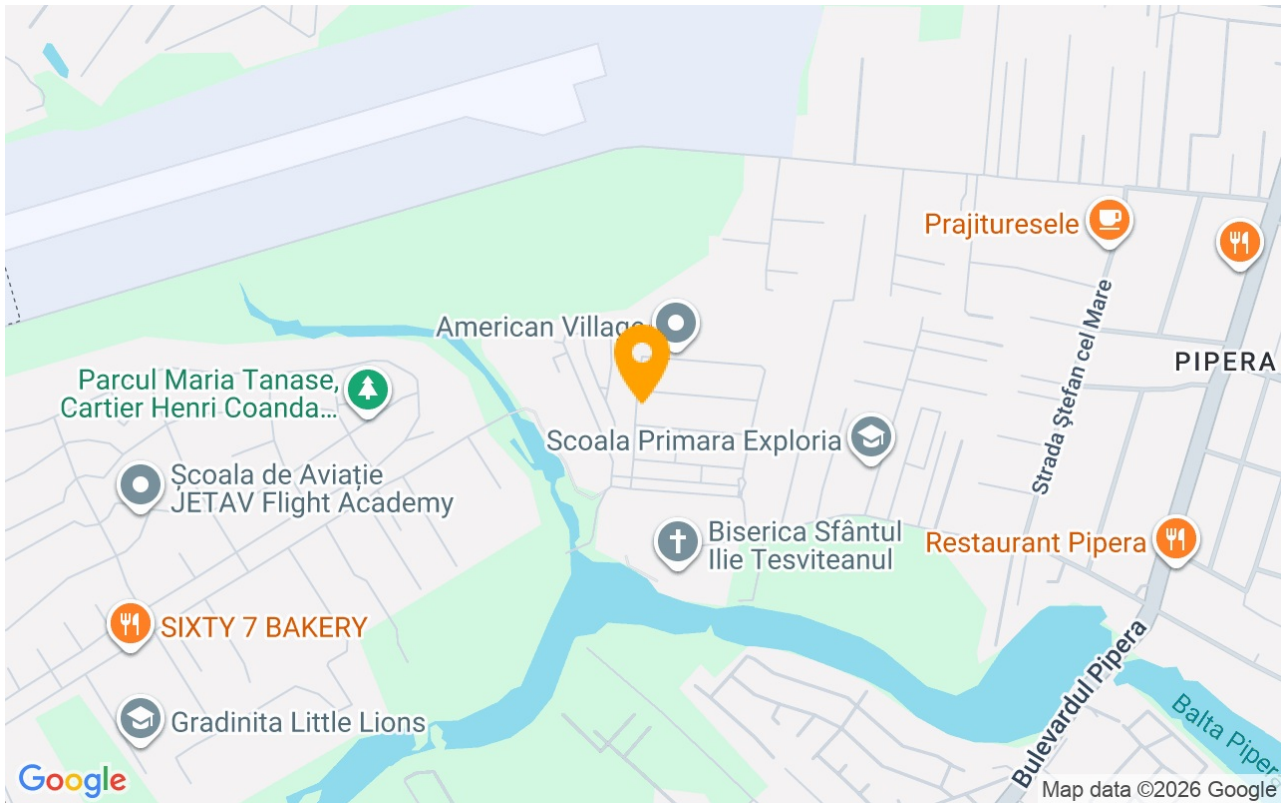 Prajituresele
American Village
PIPERA
Parcul Maria Tanase,
Cartier Henri Coanda...
Strada Ștefan cel Mare
Scoala Primara Exploria
Școala de Aviație
JETAV Flight Academy
Biserica Sfântul
Ilie Tesviteanul
Restaurant Pipera
SIXTY 7 BAKERY
Bulevardul Pipera
Gradinita Little Lions
Balta Piper
Google
Map data ©2026 Google